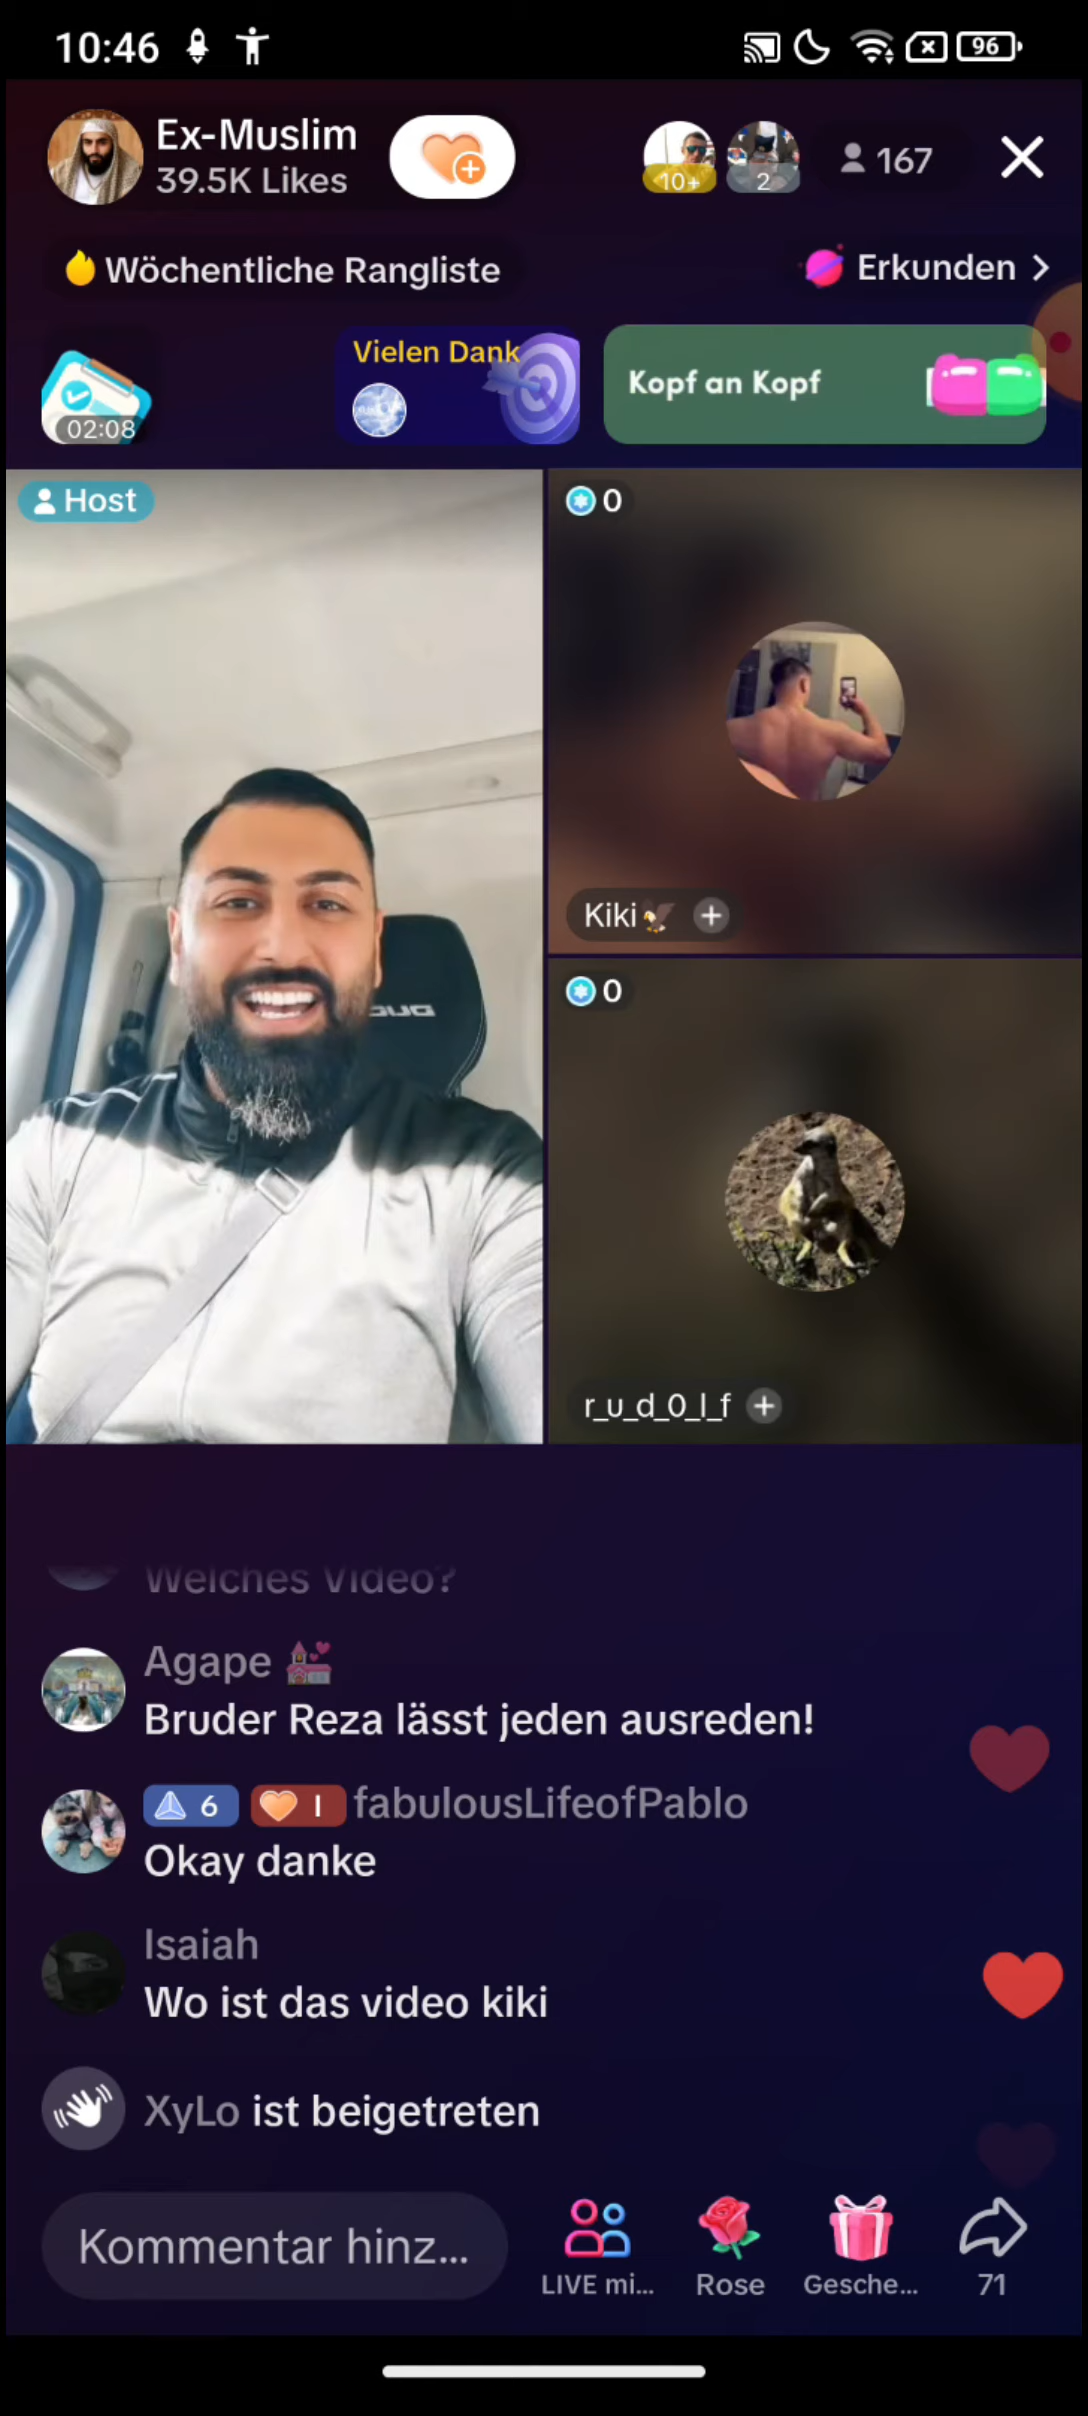 10:46
96
Ex-Muslim
39.5K Likes
10+
2
167
Wöchentliche Rangliste
Erkunden >
02:08
Vielen Dank
Kopf an Kopf
Host
0
Kiki
0
r_u_d_0_l_f
Welches Video?
Agape
Bruder Reza lässt jeden ausreden!
6
I
fabulousLifeofPablo
Okay danke
Isaiah
Wo ist das video kiki
XyLo ist beigetreten
Kommentar hinz...
LIVE mi...
Rose
Gesche...
71